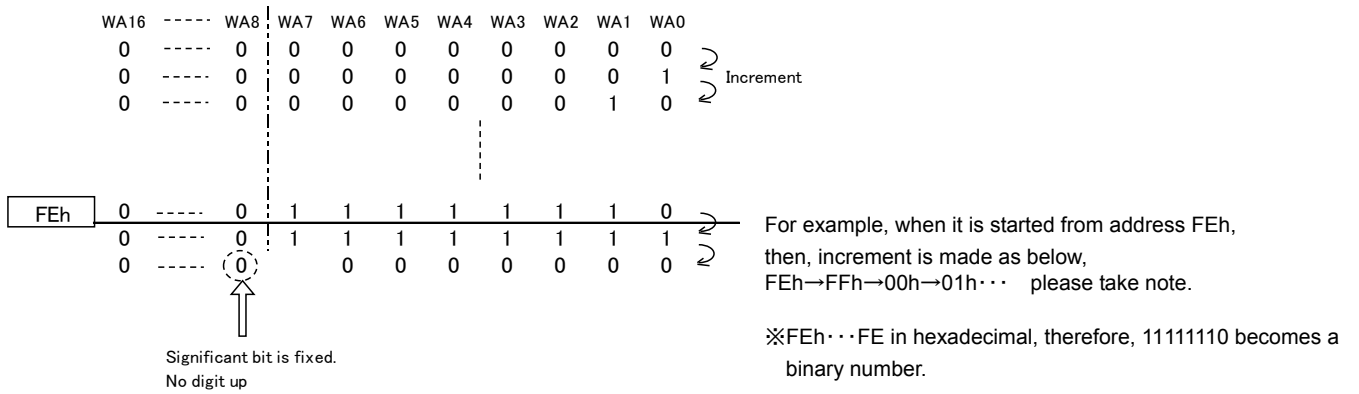 WA16 ----- WA8 WA7 WA6 WA5 WA4 WA3 WA2 WA1 WA0
0 ----- 0 0 0 0 0 0 0 0 0
0 ----- 0 0 0 0 0 0 0 0 1
Increment
0 ----- 0 0 0 0 0 0 0 1 0
FEh 0 ----- 0 1 1 1 1 1 1 1 0
0 ----- 0 1 1 1 1 1 1 1 1
0 ----- 0 0 0 0 0 0 0 0
Significant bit is fixed.
No digit up
For example, when it is started from address FEh,
then, increment is made as below,
FEh→FFh→00h→01h・・・ please take note.
※FEh・・・FE in hexadecimal, therefore, 11111110 becomes a
binary number.